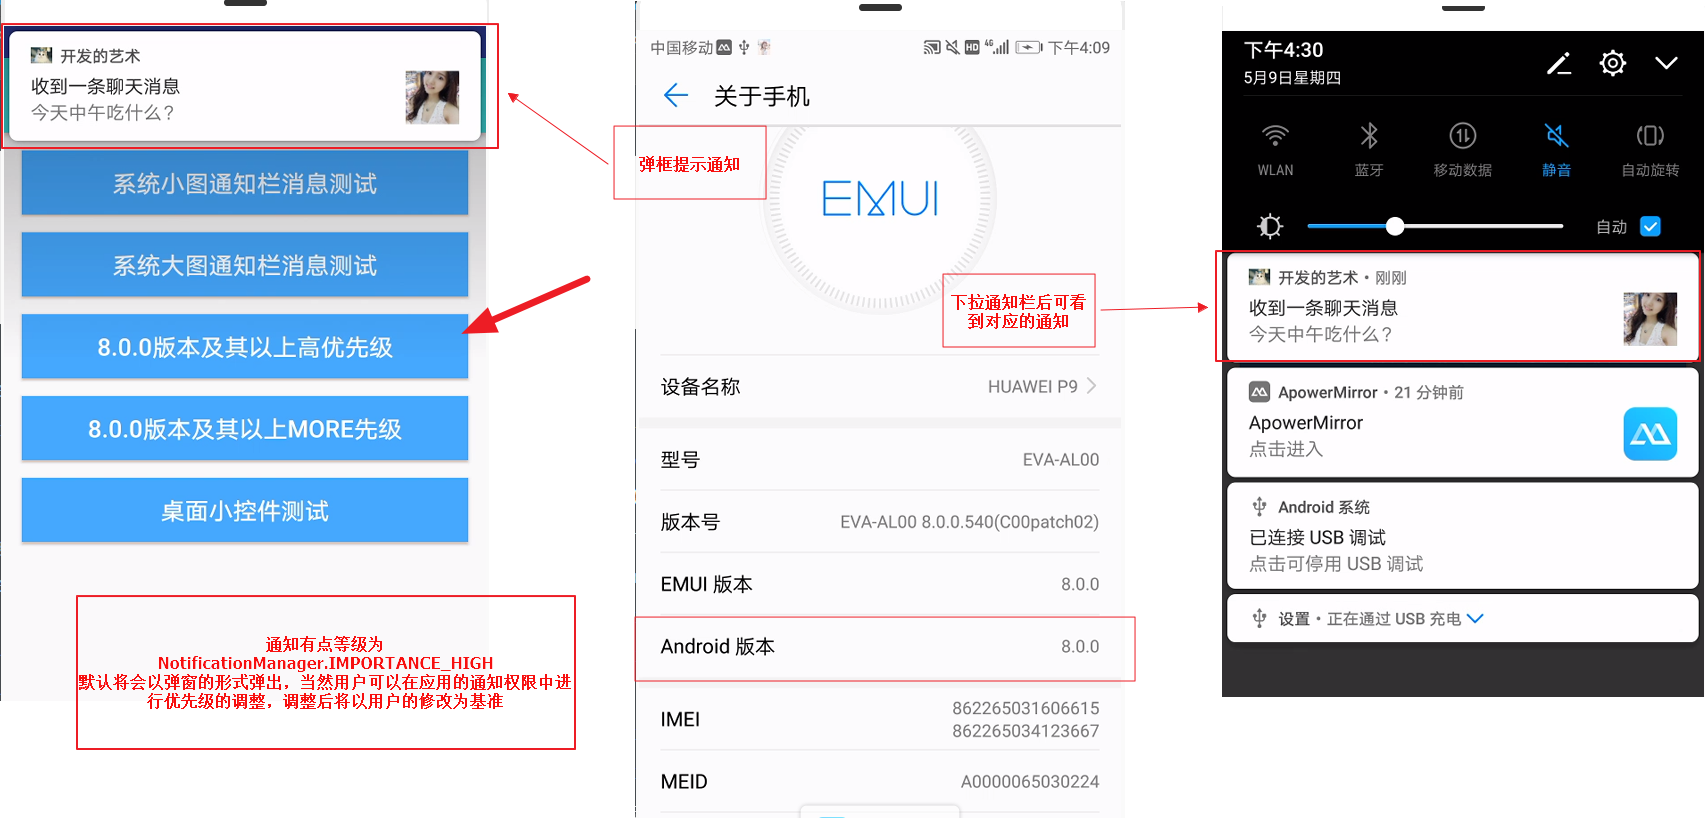 开发的艺术
收到一条聊天消息
今天中午吃什么？
系统小图通知栏消息测试
系统大图通知栏消息测试
8.0.0版本及其以上高优先级
8.0.0版本及其以上MORE先级
桌面小控件测试
通知有点等级为
NotificationManager.IMPORTANCE_HIGH
默认将会以弹窗的形式弹出，当然用户可以在应用的通知权限中进
行优先级的调整，调整后将以用户的修改为基准
弹框提示通知
中国移动 HD 4G 下午4:09
关于手机
EMUI
下拉通知栏后可看
到对应的通知
设备名称 HUAWEI P9
型号 EVA-AL00
版本号 EVA-AL00 8.0.0.540(C00patch02)
EMUI 版本 8.0.0
Android 版本 8.0.0
IMEI 862265031606615
862265034123667
MEID A0000065030224
下午4:30
5月9日星期四
WLAN 蓝牙 移动数据 静音 自动旋转
自动
开发的艺术 • 刚刚
收到一条聊天消息
今天中午吃什么？
ApowerMirror • 21 分钟前
ApowerMirror
点击进入
Android 系统
已连接 USB 调试
点击可停用 USB 调试
设置 • 正在通过 USB 充电